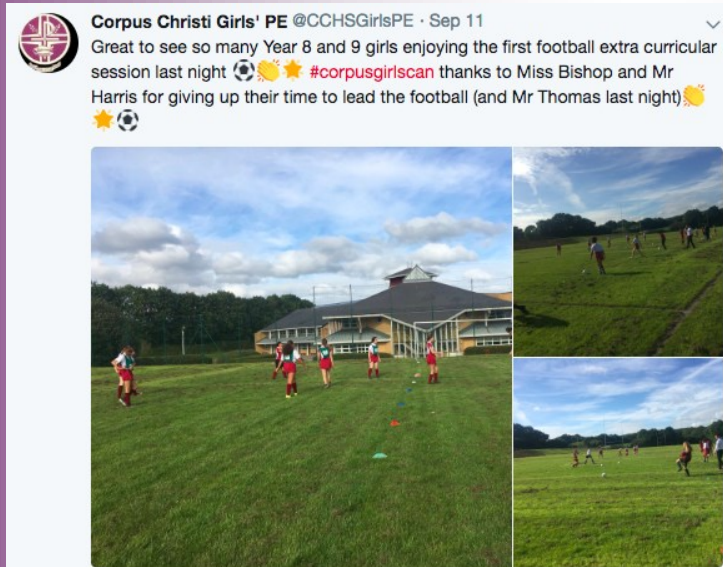 Corpus Christi Girls' PE @CCHSGirlsPE · Sep 11
Great to see so many Year 8 and 9 girls enjoying the first football extra curricular
session last night ⚽👏🌟 #corpusgirlscan thanks to Miss Bishop and Mr
Harris for giving up their time to lead the football (and Mr Thomas last night)👏
🌟⚽